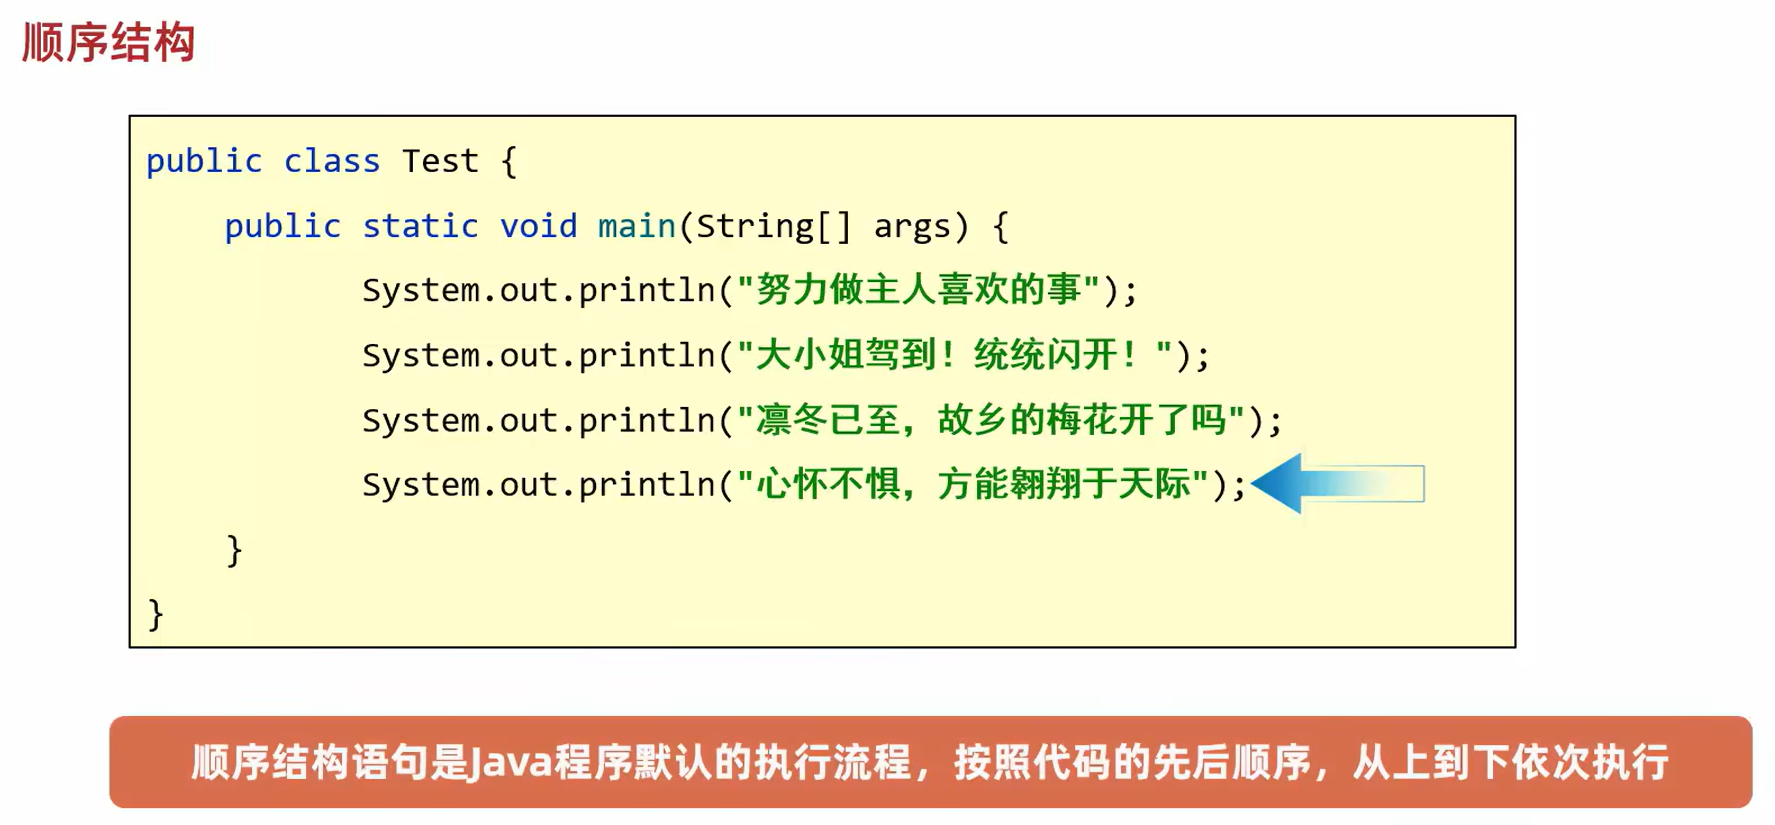 顺序结构
public class Test {
public static void main(String[] args) {
System.out.println("努力做主人喜欢的事");
System.out.println("大小姐驾到！统统闪开！");
System.out.println("凛冬已至，故乡的梅花开了吗");
System.out.println("心怀不惧，方能翱翔于天际");
}
}
顺序结构语句是Java程序默认的执行流程，按照代码的先后顺序，从上到下依次执行